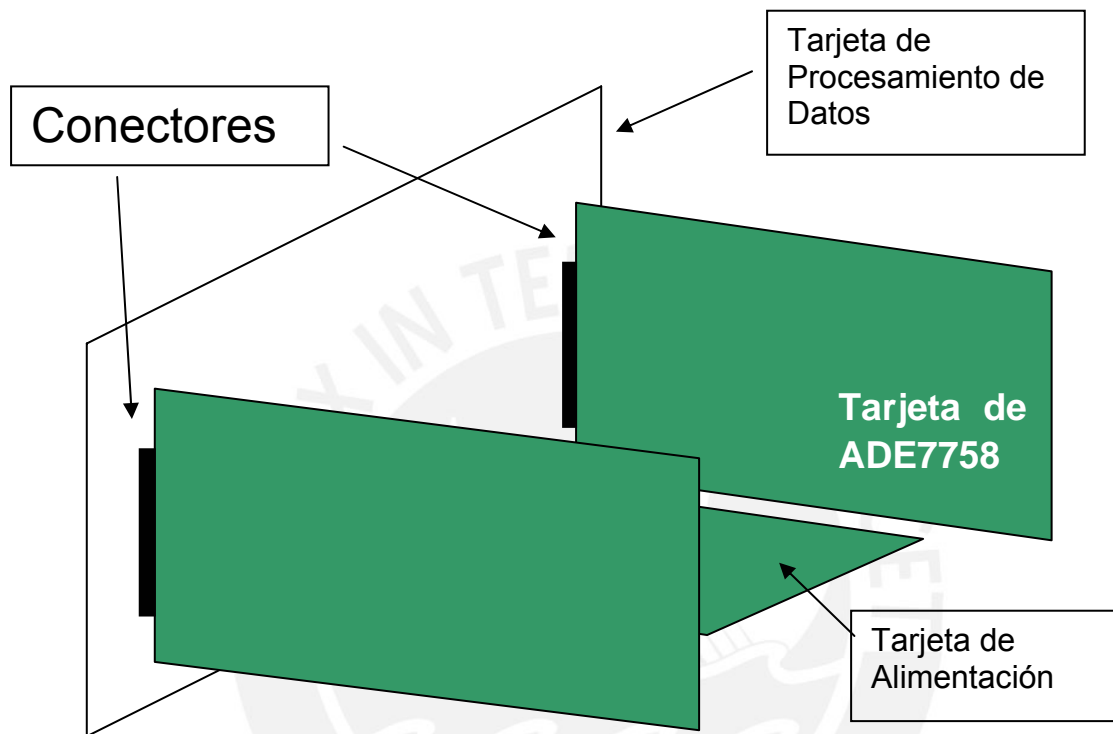 Tarjeta de
Procesamiento de
Datos
Conectores
Tarjeta de
ADE7758
Tarjeta de
Alimentación